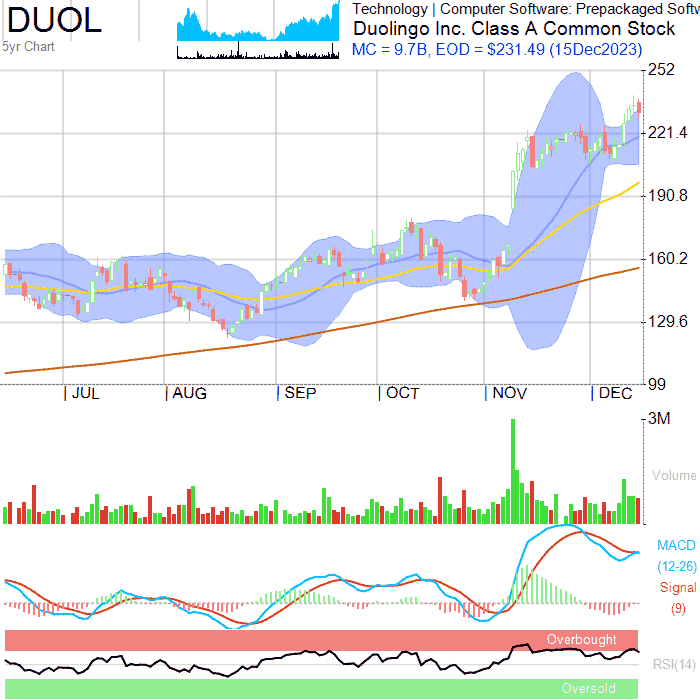 DUOL
5yr Chart
Technology | Computer Software: Prepackaged Softw
Duolingo Inc. Class A Common Stock
MC = 9.7B, EOD = $231.49 (15Dec2023)
252
221.4
190.8
160.2
129.6
99
| JUL | AUG | SEP | OCT | NOV | DEC
3M
Volume
MACD
(12-26)
Signal
(9)
Overbought
RSI(14)
Oversold